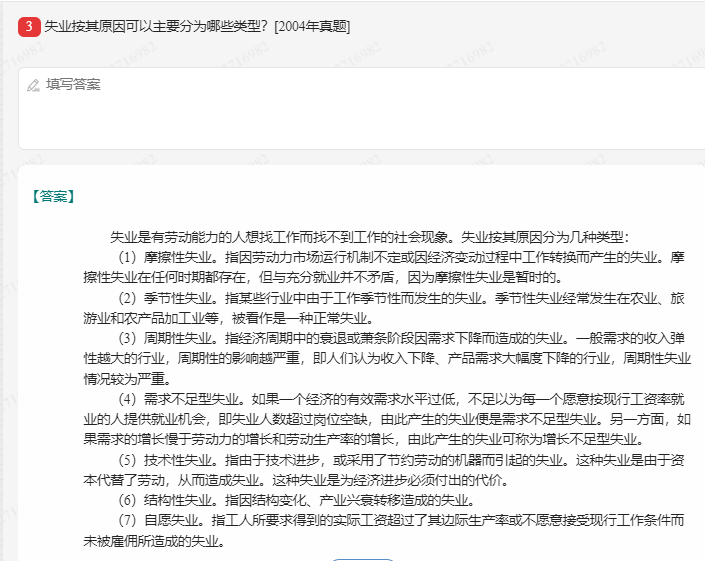 3 失业按其原因可以主要分为哪些类型？[2004年真题]
填写答案
【答案】
失业是有劳动能力的人想找工作而找不到工作的社会现象。失业按其原因分为几种类型：
（1）摩擦性失业。指因劳动力市场运行机制不定或因经济变动过程中工作转换而产生的失业。摩
擦性失业在任何时期都存在，但与充分就业并不矛盾，因为摩擦性失业是暂时的。
（2）季节性失业。指某些行业中由于工作季节性而发生的失业。季节性失业经常发生在农业、旅
游业和农产品加工业等，被看作是一种正常失业。
（3）周期性失业。指经济周期中的衰退或萧条阶段因需求下降而造成的失业。一般需求的收入弹
性越大的行业，周期性的影响越严重，即人们认为收入下降、产品需求大幅度下降的行业，周期性失业
情况较为严重。
（4）需求不足型失业。如果一个经济的有效需求水平过低，不足以为每一个愿意按现行工资率就
业的人提供就业机会，即失业人数超过岗位空缺，由此产生的失业便是需求不足型失业。另一方面，如
果需求的增长慢于劳动力的增长和劳动生产率的增长，由此产生的失业可称为增长不足型失业。
（5）技术性失业。指由于技术进步，或采用了节约劳动的机器而引起的失业。这种失业是由于资
本代替了劳动，从而造成失业。这种失业是为经济进步必须付出的代价。
（6）结构性失业。指因结构变化、产业兴衰转移造成的失业。
（7）自愿失业。指工人所要求得到的实际工资超过了其边际生产率或不愿意接受现行工作条件而
未被雇佣所造成的失业。